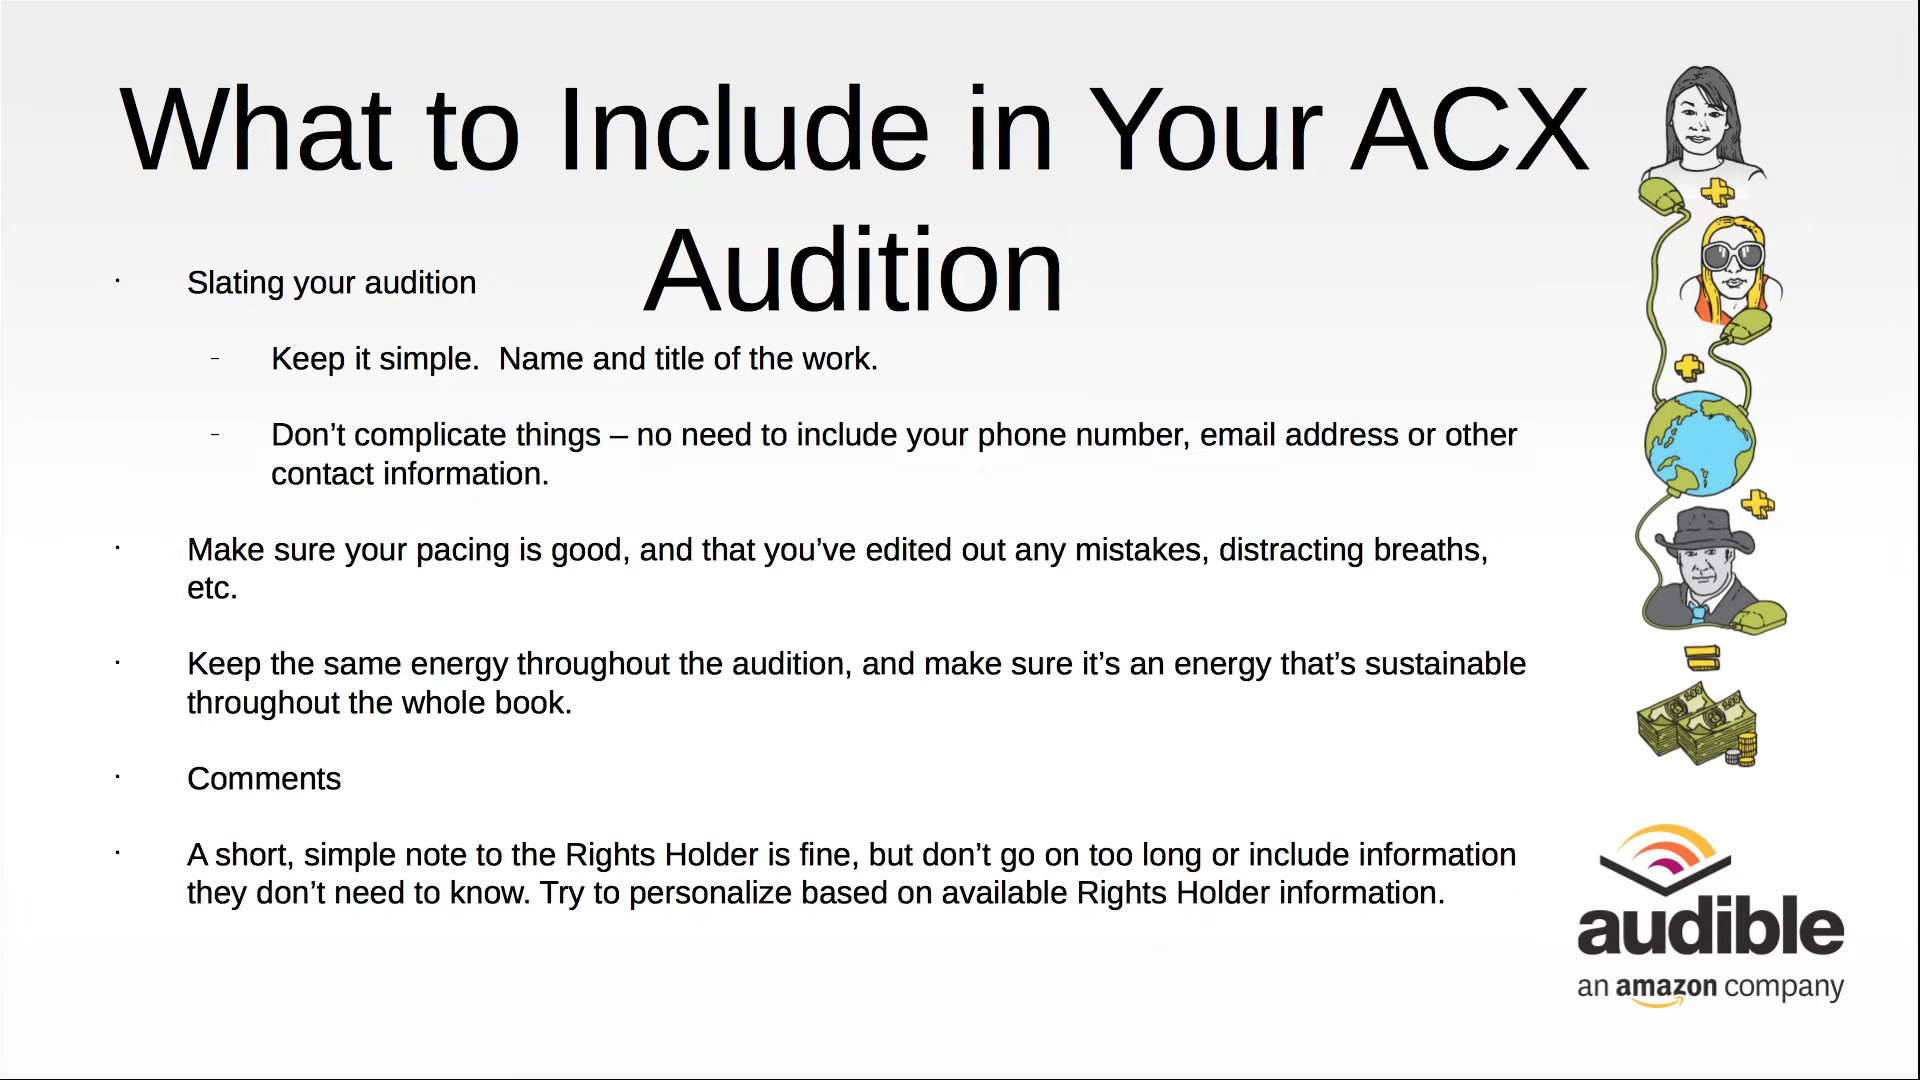 What to Include in Your ACX
Audition
· Slating your audition
- Keep it simple.  Name and title of the work.
- Don’t complicate things – no need to include your phone number, email address or other
contact information.
· Make sure your pacing is good, and that you’ve edited out any mistakes, distracting breaths,
etc.
· Keep the same energy throughout the audition, and make sure it’s an energy that’s sustainable
throughout the whole book.
· Comments
· A short, simple note to the Rights Holder is fine, but don’t go on too long or include information
they don’t need to know. Try to personalize based on available Rights Holder information.
audible
an amazon company